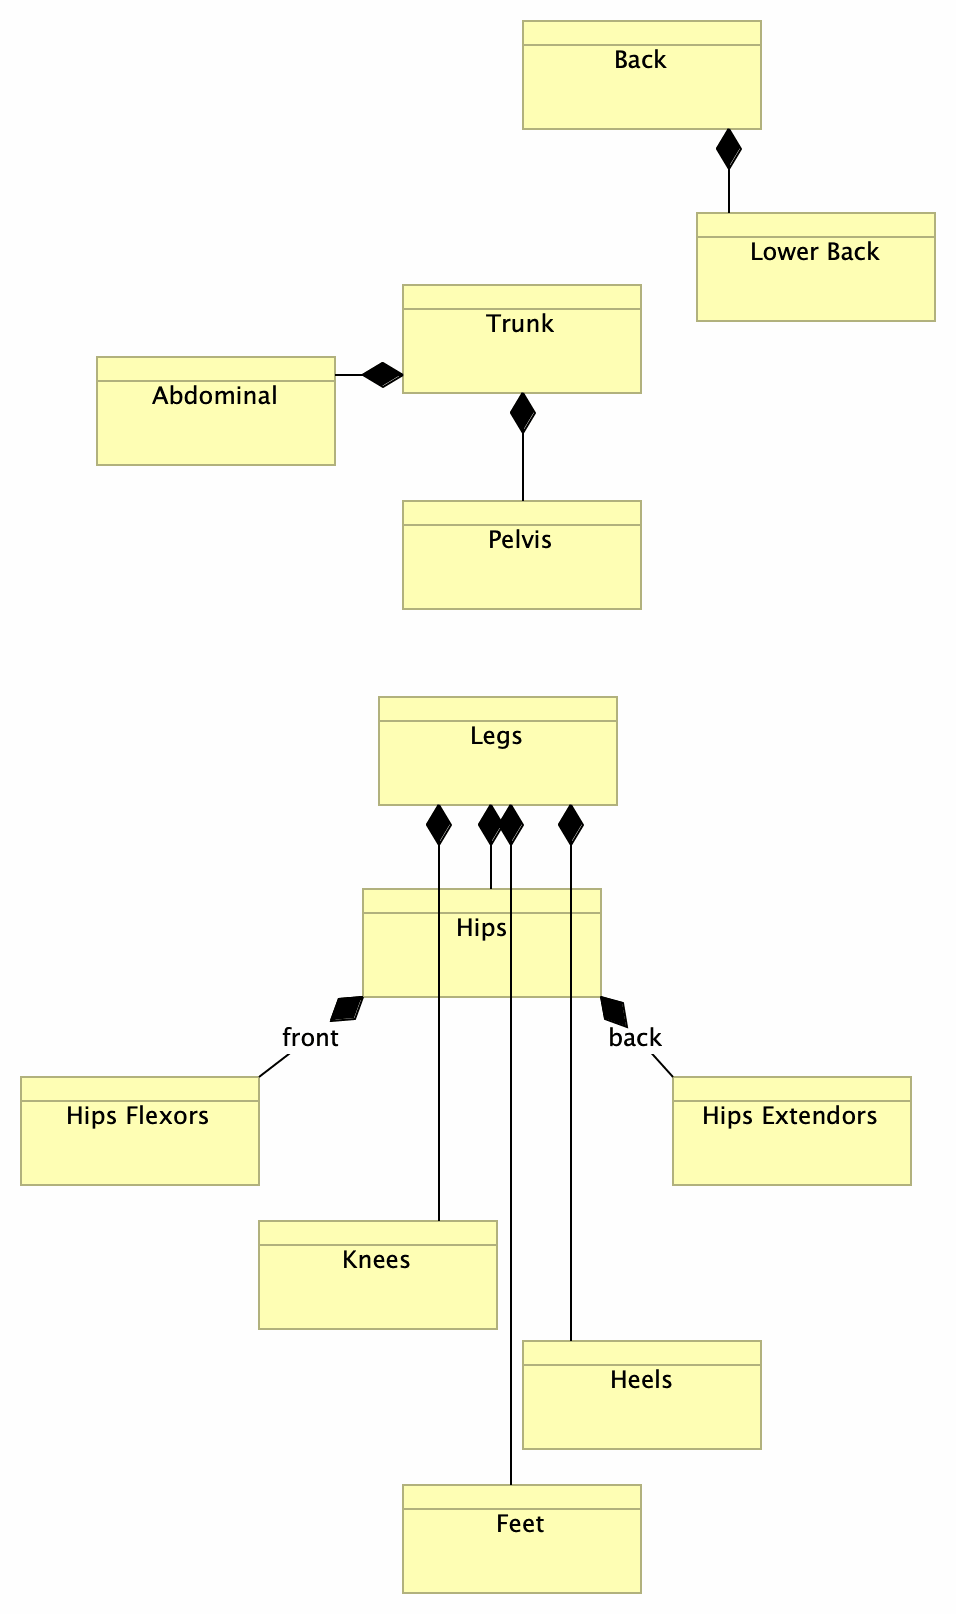 Back
Lower Back
Trunk
Abdominal
Pelvis
Legs
Hips
front
back
Hips Flexors
Hips Extendors
Knees
Heels
Feet